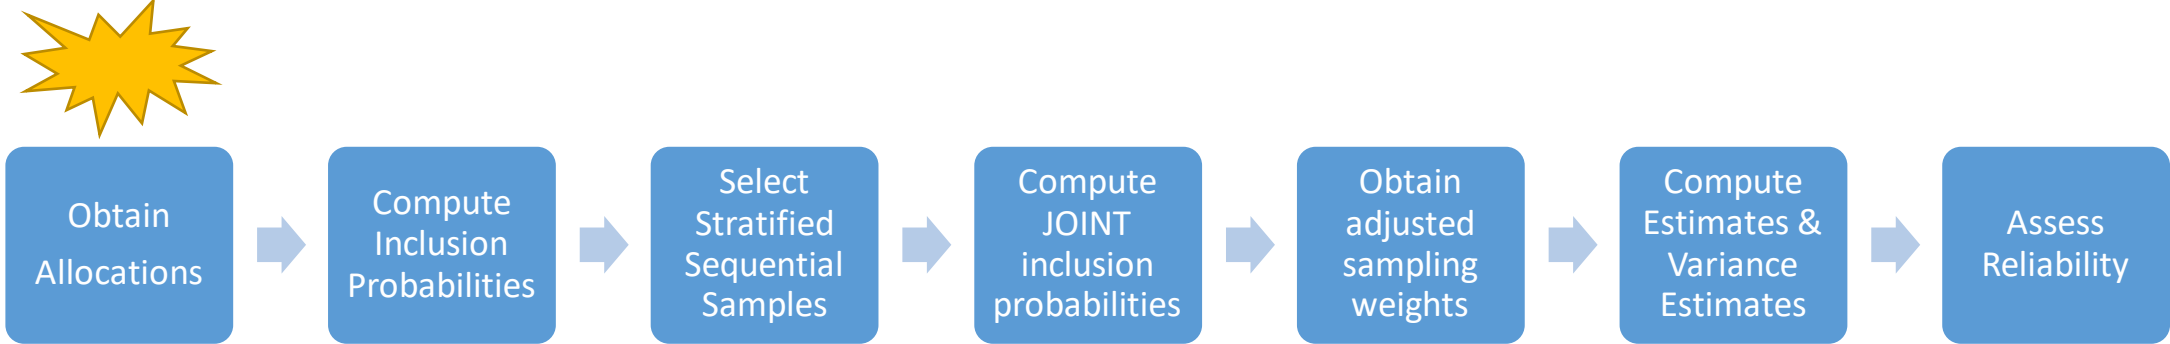 Obtain
Allocations
Compute
Inclusion
Probabilities
Select
Stratified
Sequential
Samples
Compute
JOINT
inclusion
probabilities
Obtain
adjusted
sampling
weights
Compute
Estimates &
Variance
Estimates
Assess
Reliability